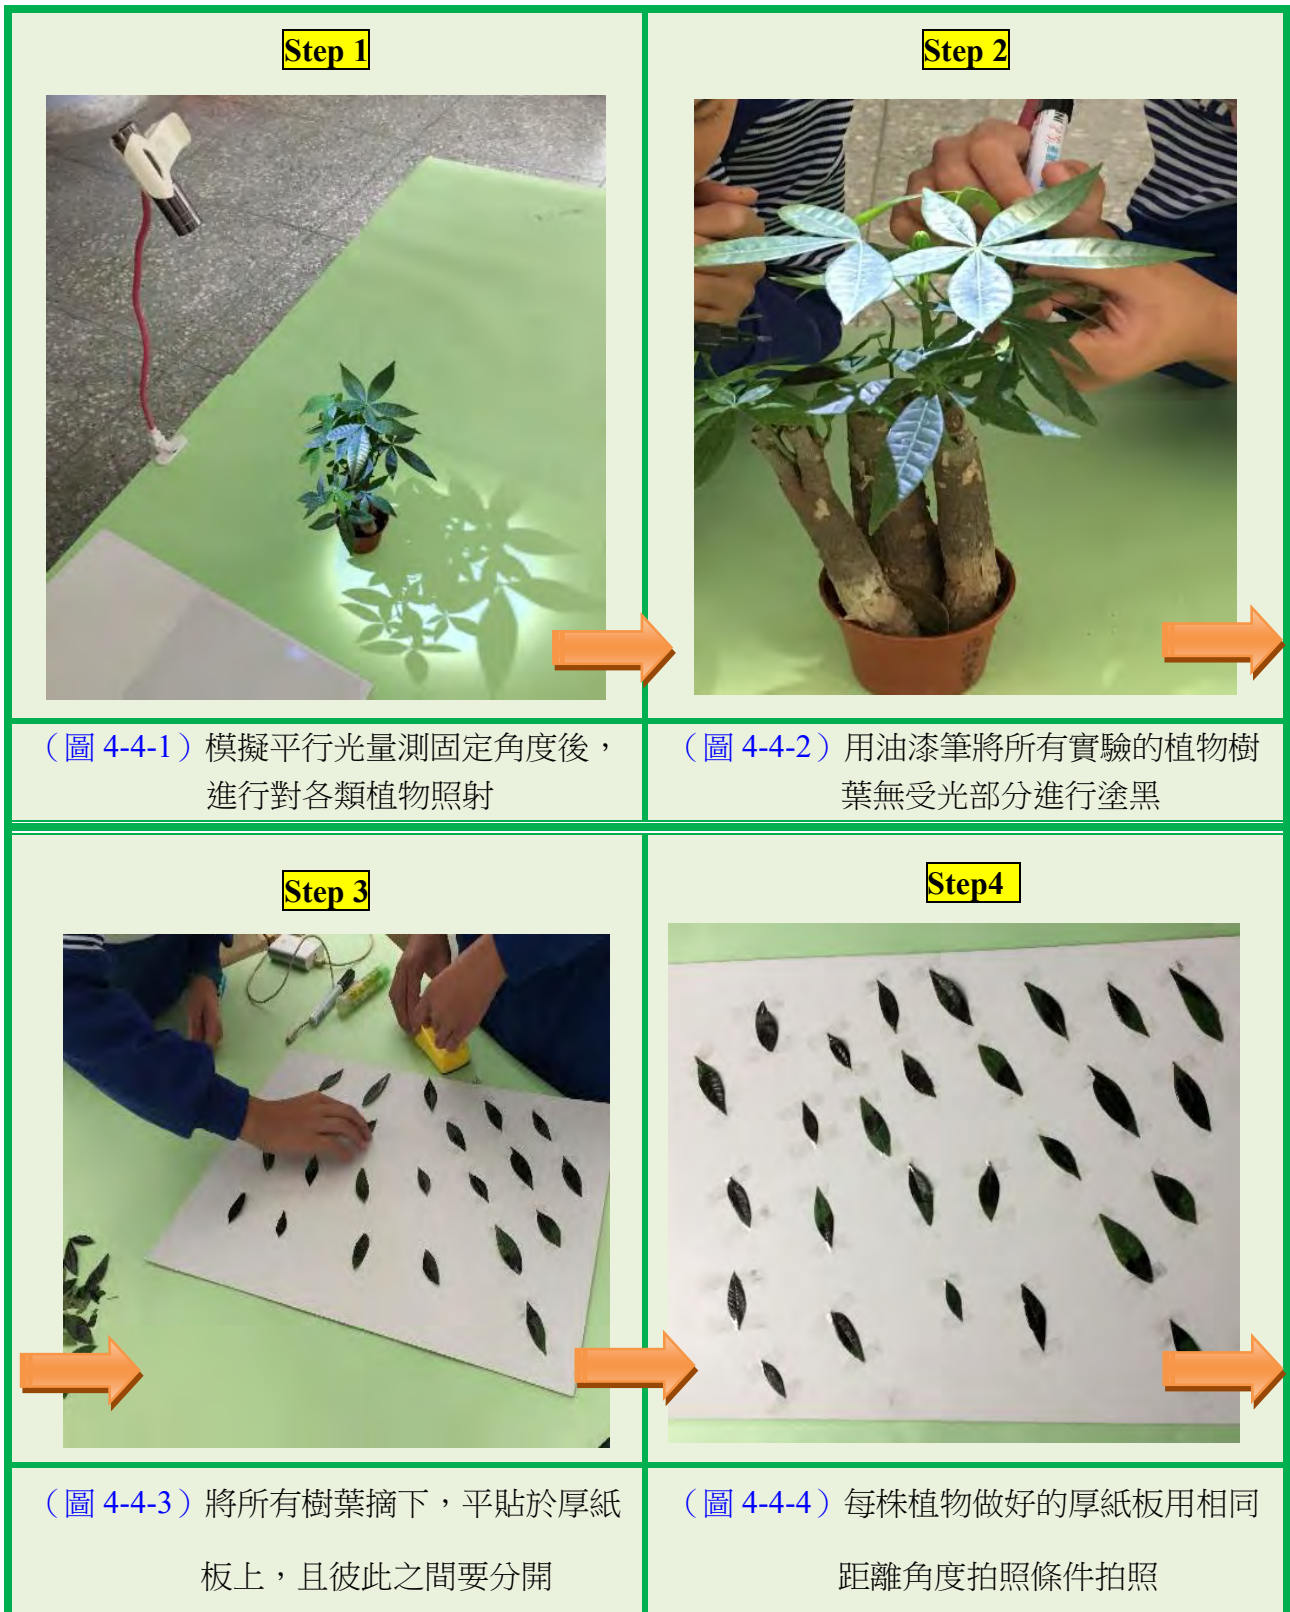 Step 1
Step 2
（圖 4-4-1）模擬平行光量測固定角度後，
進行對各類植物照射
（圖 4-4-2）用油漆筆將所有實驗的植物樹
葉無受光部分進行塗黑
Step 3
Step4
（圖 4-4-3）將所有樹葉摘下，平貼於厚紙
板上，且彼此之間要分開
（圖 4-4-4）每株植物做好的厚紙板用相同
距離角度拍照條件拍照